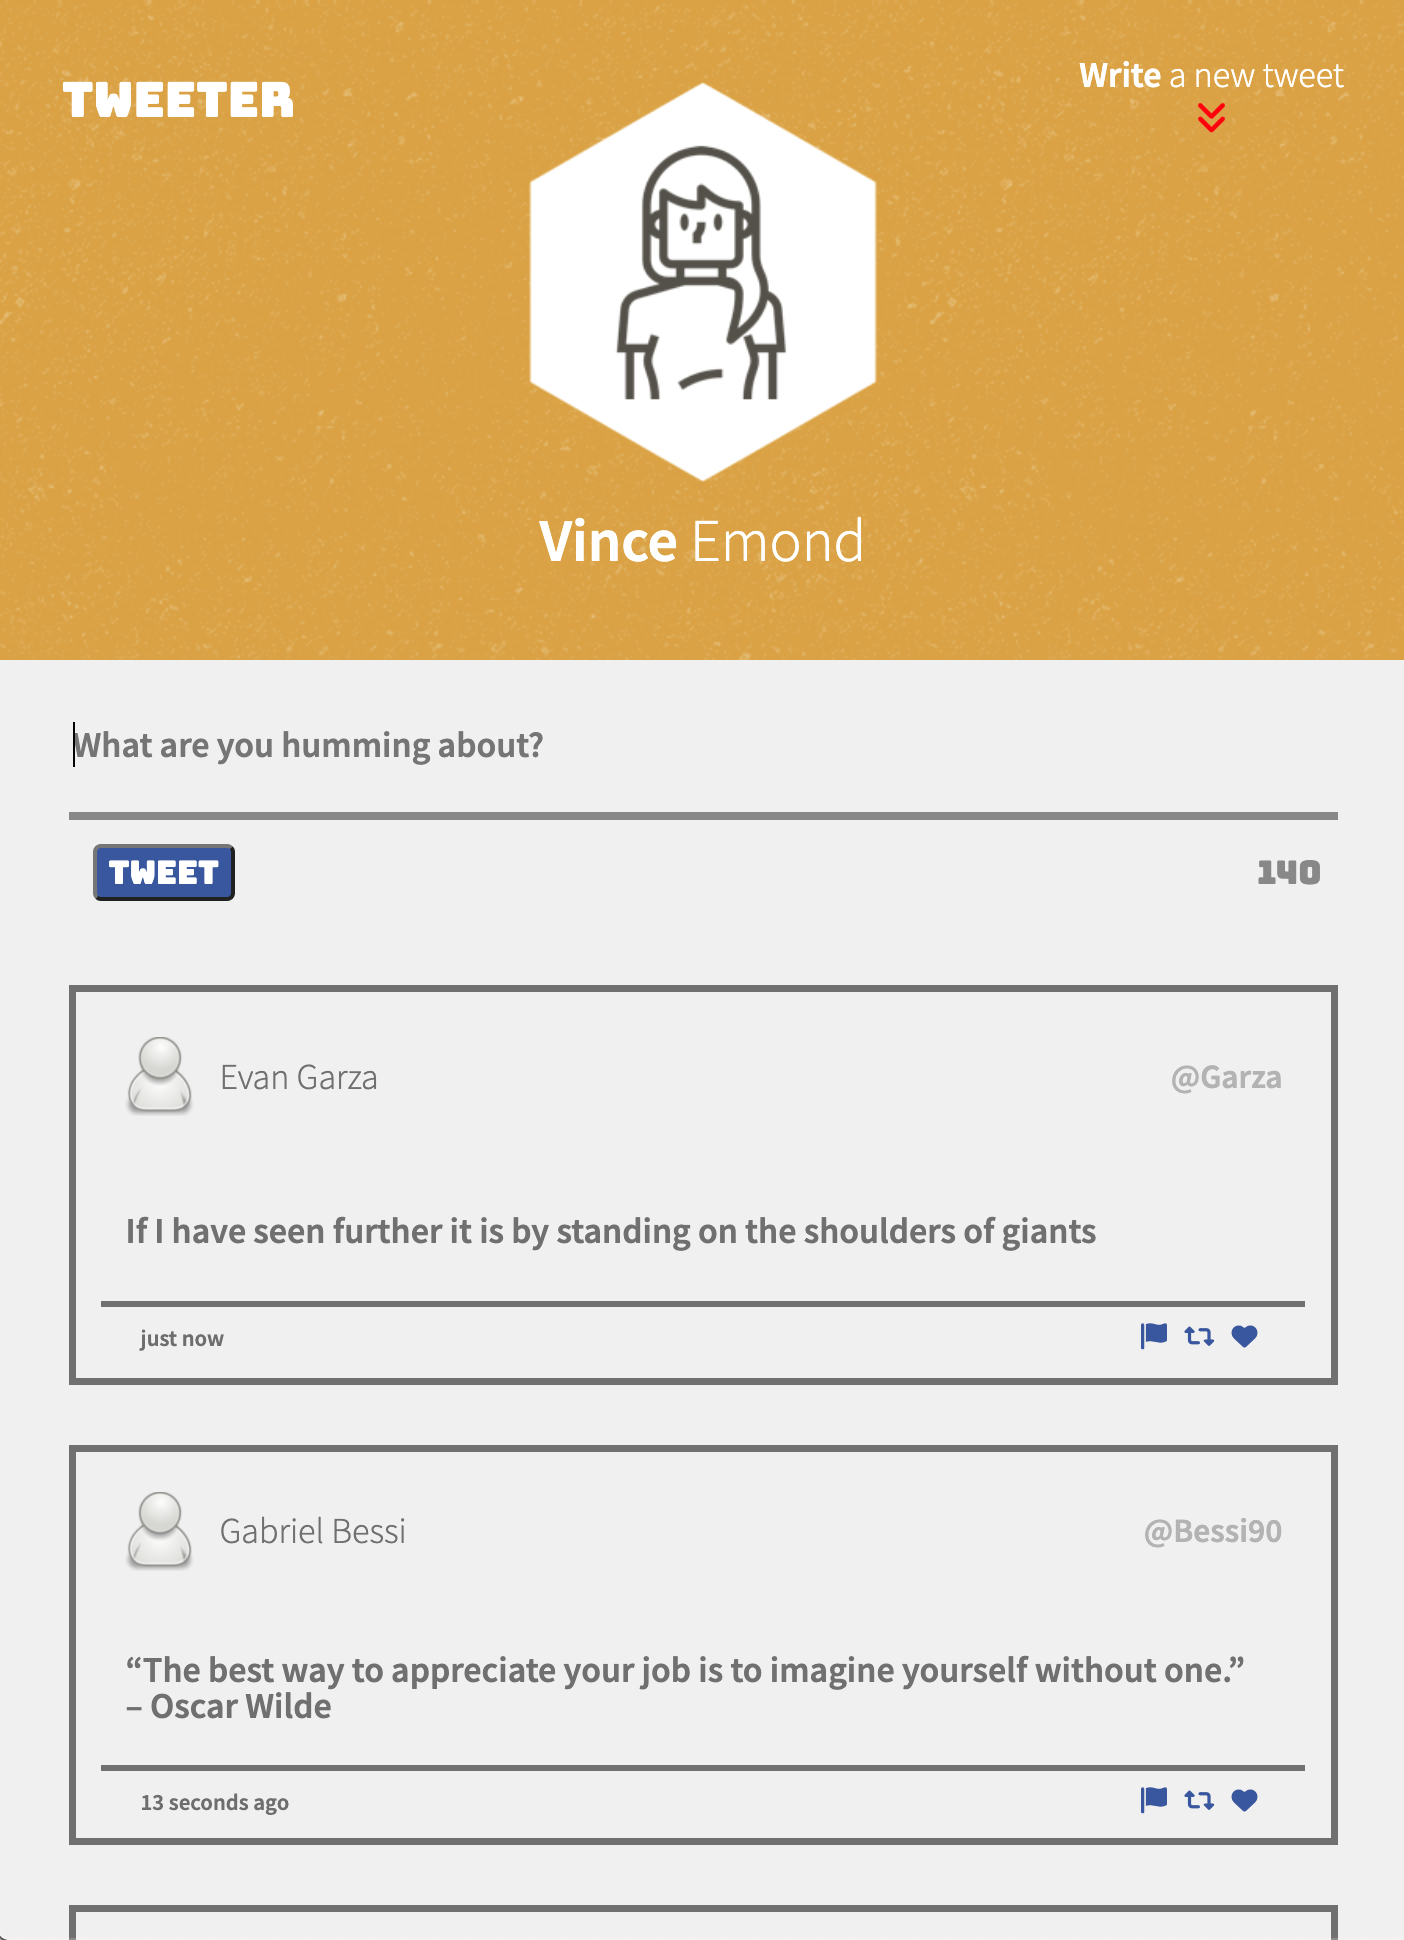 TWEETER
Write a new tweet
Vince Emond
What are you humming about?
TWEET
140
Evan Garza
@Garza
If I have seen further it is by standing on the shoulders of giants
just now
Gabriel Bessi
@Bessi90
“The best way to appreciate your job is to imagine yourself without one.”
– Oscar Wilde
13 seconds ago